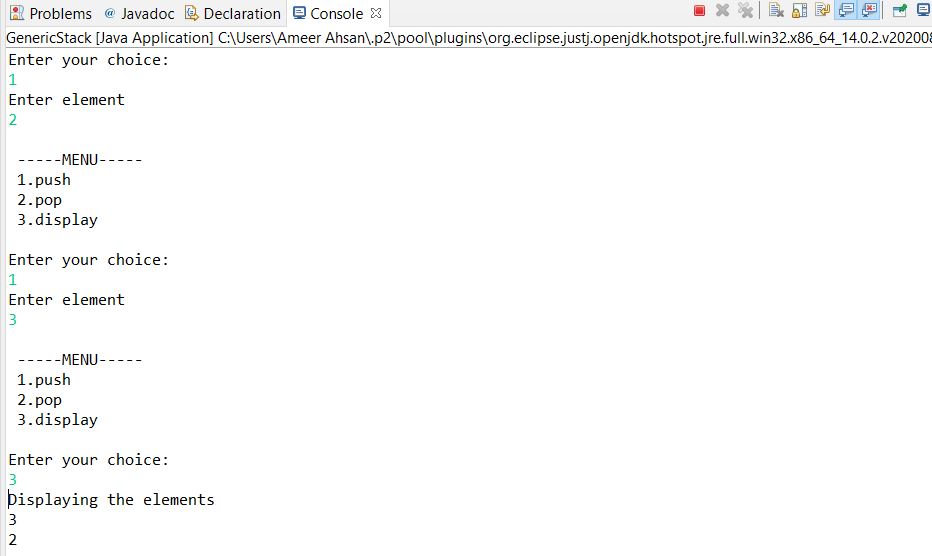 Problems @ Javadoc Declaration Console
GenericStack [Java Application] C:\Users\Ameer Ahsan\.p2\pool\plugins\org.eclipse.justj.openjdk.hotspot.jre.full.win32.x86_64_14.0.2.v202008
Enter your choice:
1
Enter element
2
-----MENU-----
1.push
2.pop
3.display
Enter your choice:
1
Enter element
3
-----MENU-----
1.push
2.pop
3.display
Enter your choice:
3
Displaying the elements
3
2